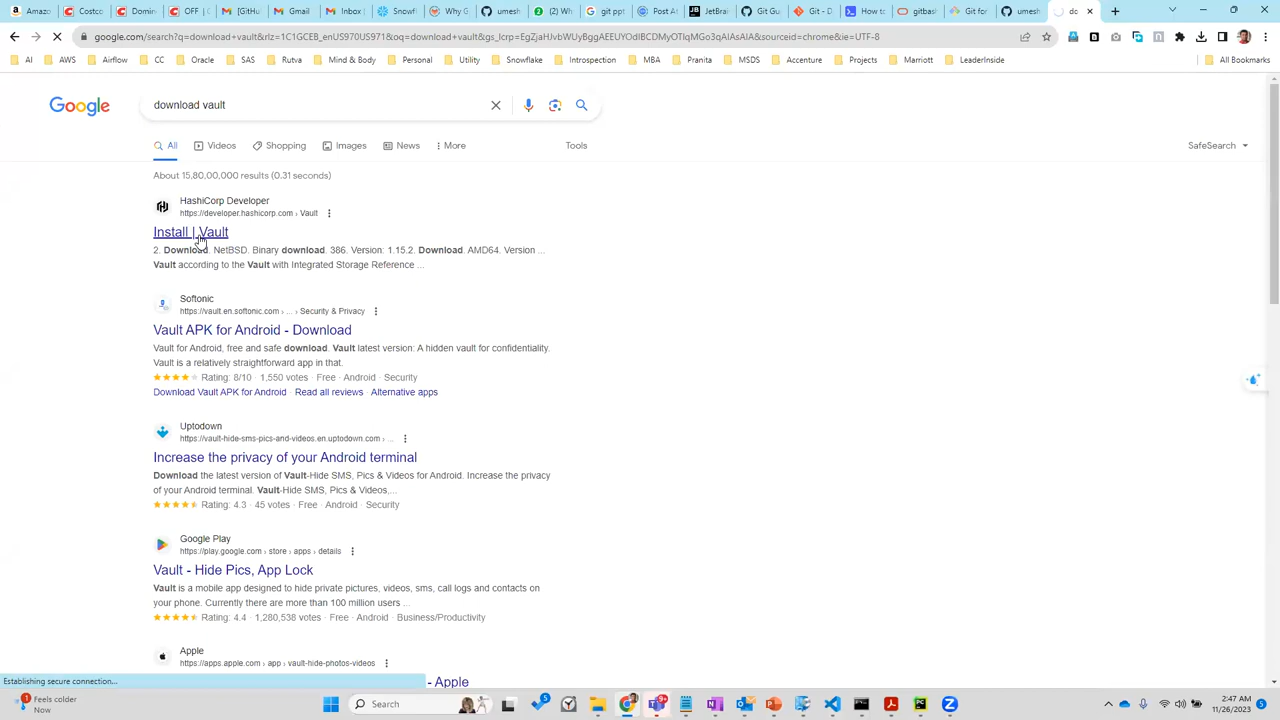 Amazo
Costco
Domin
OFF D
Inbox
umesh
(2) W
Why G
umesh
git ppt
Post A
JetBrai
Git Gu
Git - D
How to
Git for
umesh
dc
google.com/search?q=download+vault&rlz=1C1GCEB_enUS970US971&oq=download+vault&gs_lcrp=EgZjaHJvbWUyBggAEEUYOdIBCDMyOTIqMGo3qAIAsAIA&sourceid=chrome&ie=UTF-8
AI
AWS
Airflow
CC
Oracle
SAS
Rutva
Mind & Body
Personal
Utility
Snowflake
Introspection
MBA
Pranita
MSDS
Accenture
Projects
Marriott
LeaderInside
All Bookmarks
Google
download vault
All
Videos
Shopping
Images
News
More
Tools
SafeSearch
About 15,80,00,000 results (0.31 seconds)
HashiCorp Developer
https://developer.hashicorp.com › Vault
Install | Vault
2. Download. NetBSD. Binary download. 386. Version: 1.15.2. Download. AMD64. Version ...
Vault according to the Vault with Integrated Storage Reference ...
Softonic
https://vault.en.softonic.com › ... › Security & Privacy
Vault APK for Android - Download
Vault for Android, free and safe download. Vault latest version: A hidden vault for confidentiality.
Vault is a relatively straightforward app in that.
Rating: 8/10 · 1,550 votes · Free · Android · Security
Download Vault APK for Android · Read all reviews · Alternative apps
Uptodown
https://vault-hide-sms-pics-and-videos.en.uptodown.com › ...
Increase the privacy of your Android terminal
Download the latest version of Vault-Hide SMS, Pics & Videos for Android. Increase the privacy
of your Android terminal. Vault-Hide SMS, Pics & Videos,...
Rating: 4.3 · 45 votes · Free · Android · Security
Google Play
https://play.google.com › store › apps › details
Vault - Hide Pics, App Lock
Vault is a mobile app designed to hide private pictures, videos, sms, call logs and contacts on
your phone. Currently there are more than 100 million users ...
Rating: 4.4 · 1,280,538 votes · Free · Android · Business/Productivity
Apple
https://apps.apple.com › app › vault-hide-photos-videos
- Apple
Establishing secure connection...
Feels colder
Now
Search
2:47 AM
11/26/2023